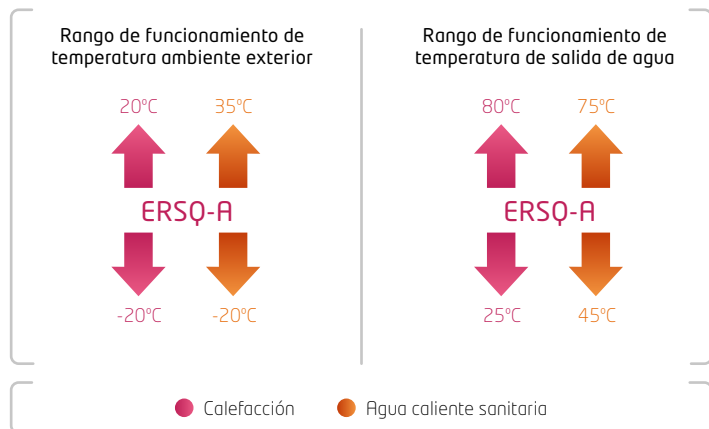 Rango de funcionamiento de
temperatura ambiente exterior
20ºC 35ºC
ERSQ-A
-20ºC -20ºC
Rango de funcionamiento de
temperatura de salida de agua
80ºC 75ºC
ERSQ-A
25ºC 45ºC
Calefacción Agua caliente sanitaria